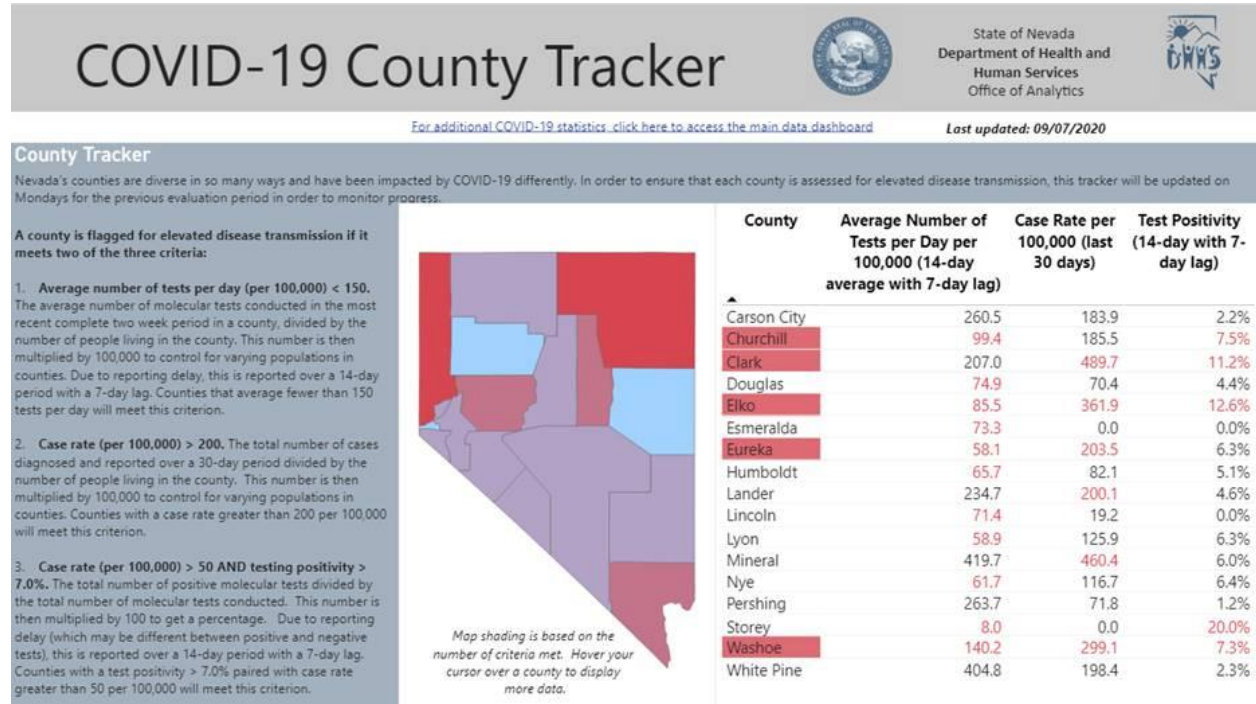 COVID-19 County Tracker
State of Nevada
Department of Health and
Human Services
Office of Analytics
DHHS
For additional COVID-19 statistics click here to access the main data dashboard
Last updated: 09/07/2020
County Tracker
Nevada's counties are diverse in so many ways and have been impacted by COVID-19 differently. In order to ensure that each county is assessed for elevated disease transmission, this tracker will be updated on
Mondays for the previous evaluation period in order to monitor progress.
A county is flagged for elevated disease transmission if it
meets two of the three criteria:
1. Average number of tests per day (per 100,000) < 150.
The average number of molecular tests conducted in the most
recent complete two week period in a county, divided by the
number of people living in the county. This number is then
multiplied by 100,000 to control for varying populations in
counties. Due to reporting delay, this is reported over a 14-day
period with a 7-day lag. Counties that average fewer than 150
tests per day will meet this criterion.
2. Case rate (per 100,000) > 200. The total number of cases
diagnosed and reported over a 30-day period divided by the
number of people living in the county. This number is then
multiplied by 100,000 to control for varying populations in
counties. Counties with a case rate greater than 200 per 100,000
will meet this criterion.
3. Case rate (per 100,000) > 50 AND testing positivity >
7.0%. The total number of positive molecular tests divided by
the total number of molecular tests conducted. This number is
then multiplied by 100 to get a percentage. Due to reporting
delay (which may be different between positive and negative
tests), this is reported over a 14-day period with a 7-day lag.
Counties with a test positivity > 7.0% paired with case rate
greater than 50 per 100,000 will meet this criterion.
Map shading is based on the
number of criteria met. Hover your
cursor over a county to display
more data.
County Average Number of Case Rate per Test Positivity
Tests per Day per 100,000 (last (14-day with 7-
100,000 (14-day 30 days) day lag)
average with 7-day lag)
Carson City 260.5 183.9 2.2%
Churchill 99.4 185.5 7.5%
Clark 207.0 489.7 11.2%
Douglas 74.9 70.4 4.4%
Elko 85.5 361.9 12.6%
Esmeralda 73.3 0.0 0.0%
Eureka 58.1 203.5 6.3%
Humboldt 65.7 82.1 5.1%
Lander 234.7 200.1 4.6%
Lincoln 71.4 19.2 0.0%
Lyon 58.9 125.9 6.3%
Mineral 419.7 460.4 6.0%
Nye 61.7 116.7 6.4%
Pershing 263.7 71.8 1.2%
Storey 8.0 0.0 20.0%
Washoe 140.2 299.1 7.3%
White Pine 404.8 198.4 2.3%